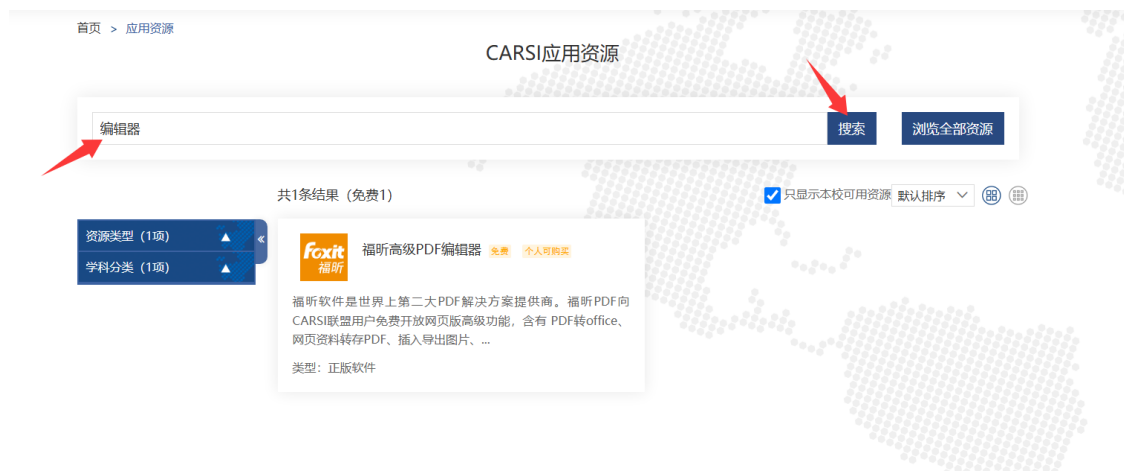 首页 > 应用资源
CARSI应用资源
编辑器
搜索
浏览全部资源
共1条结果（免费1）
只显示本校可用资源
默认排序
资源类型（1项）
学科分类（1项）
«
Foxit
福昕
福昕高级PDF编辑器 免费 个人可购买
福昕软件是世界上第二大PDF解决方案提供商。福昕PDF向
CARSI联盟用户免费开放网页版高级功能，含有 PDF转office、
网页资料转存PDF、插入导出图片、...
类型：正版软件